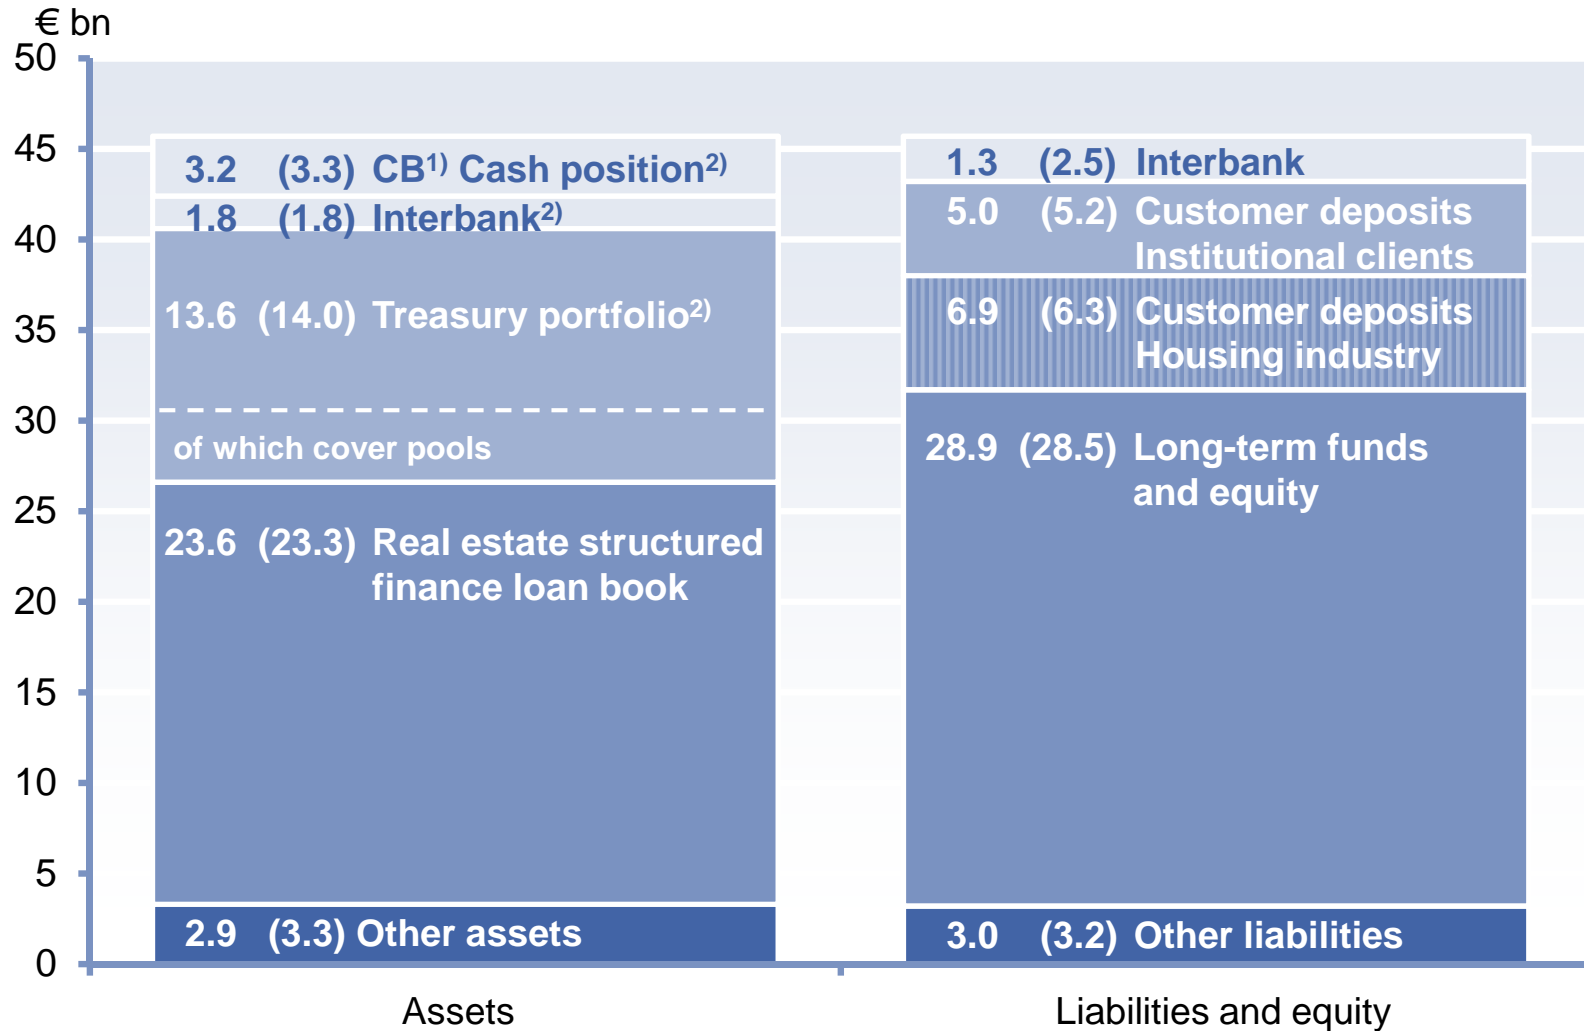 € bn
50
45
40
35
30
25
20
15
10
5
0
3.2 (3.3) CB1) Cash position2)
1.8 (1.8) Interbank2)
13.6 (14.0) Treasury portfolio2)
of which cover pools
23.6 (23.3) Real estate structured
finance loan book
2.9 (3.3) Other assets
1.3 (2.5) Interbank
5.0 (5.2) Customer deposits
Institutional clients
6.9 (6.3) Customer deposits
Housing industry
28.9 (28.5) Long-term funds
and equity
3.0 (3.2) Other liabilities
Assets
Liabilities and equity